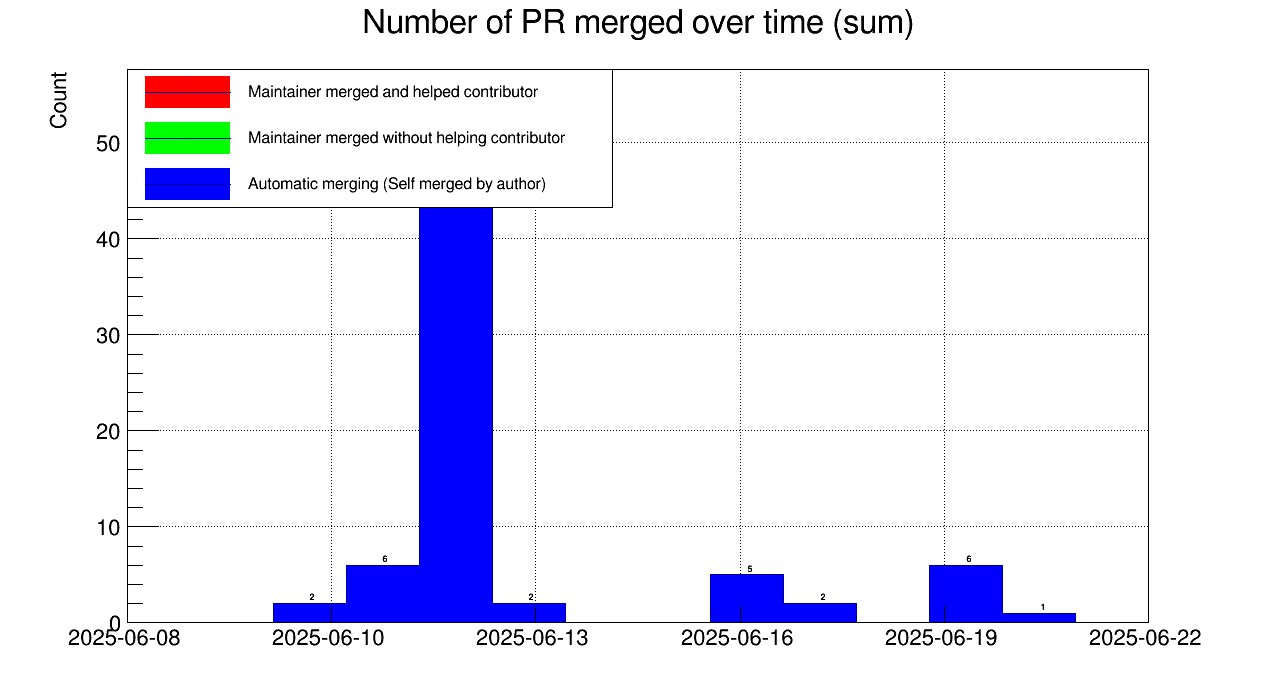 Number of PR merged over time (sum)
Count
Maintainer merged and helped contributor
Maintainer merged without helping contributor
Automatic merging (Self merged by author)
50
40
30
20
10
0
2
6
2
5
2
6
1
2025-06-08 2025-06-10 2025-06-13 2025-06-16 2025-06-19 2025-06-22